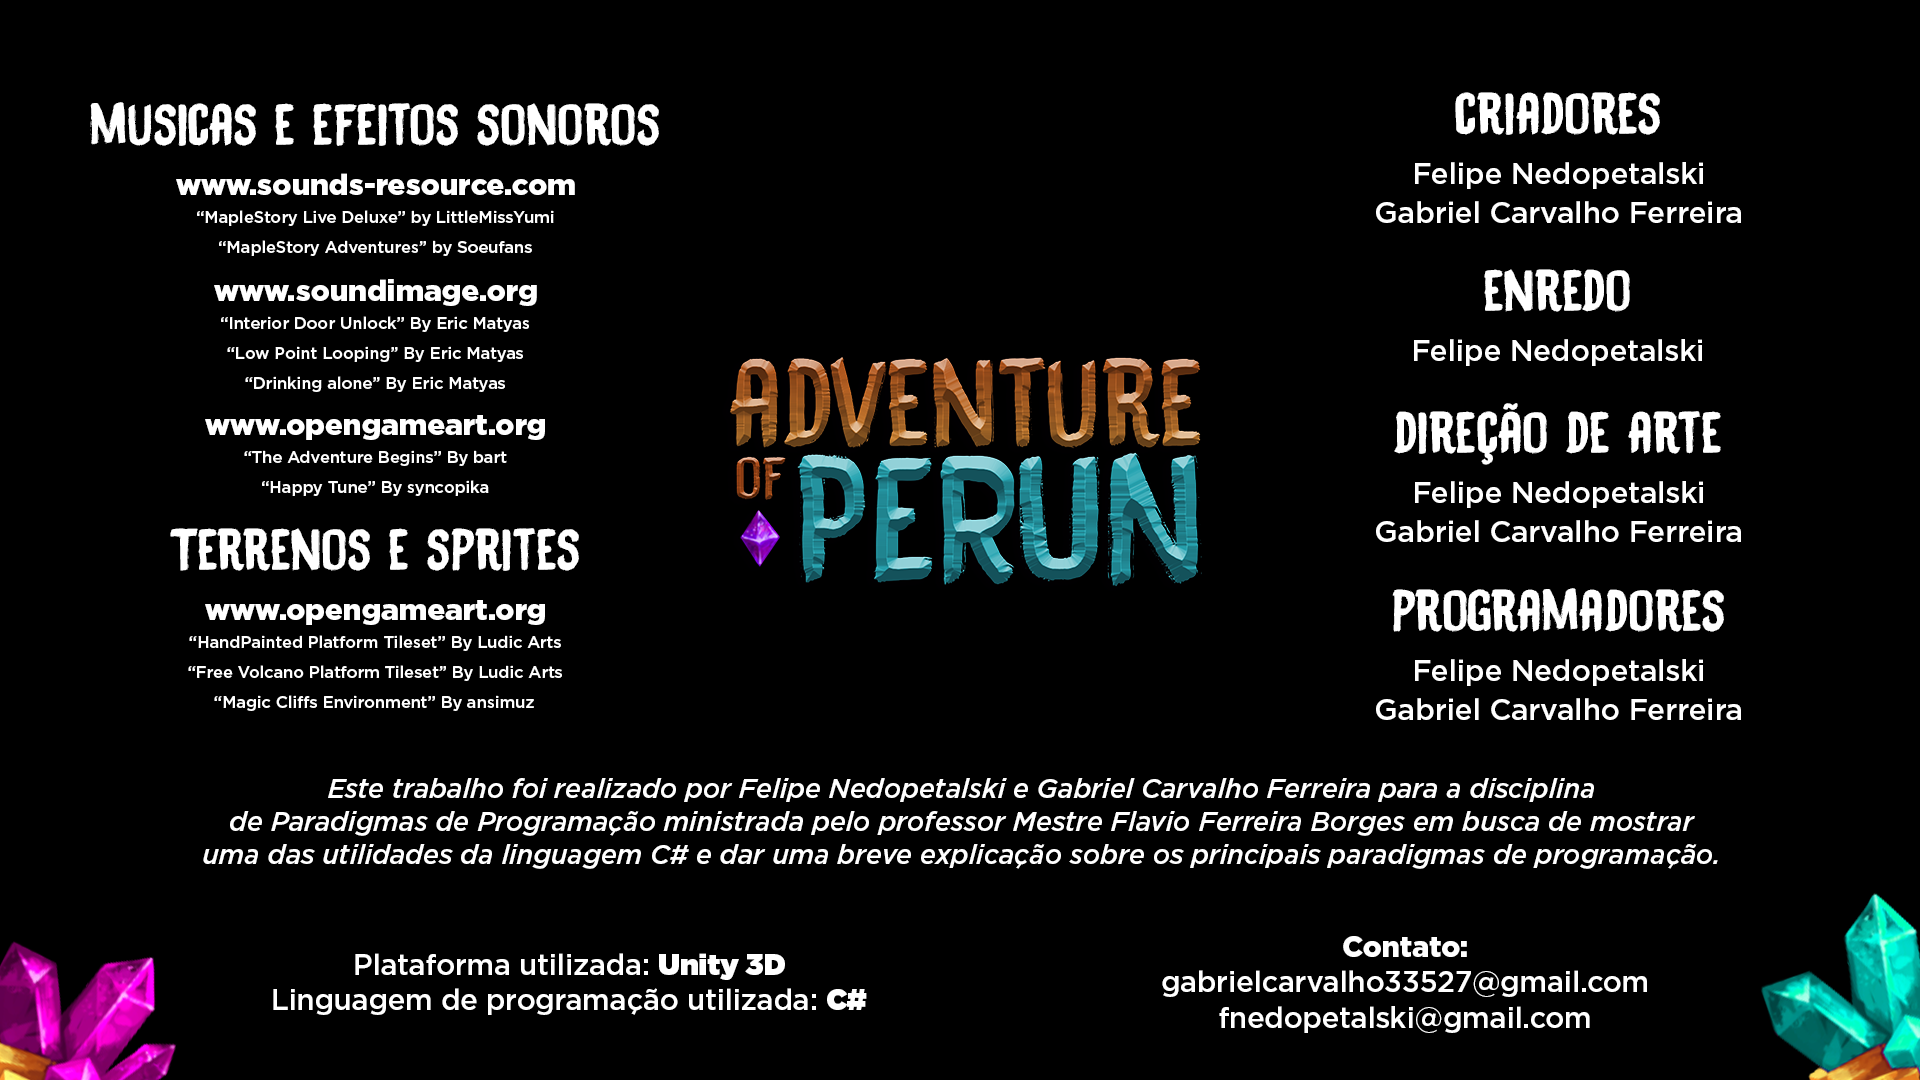 MUSICAS E EFEITOS SONOROS
www.sounds-resource.com
“MapleStory Live Deluxe” by LittleMissYumi
“MapleStory Adventures” by Soeufans
www.soundimage.org
“Interior Door Unlock” By Eric Matyas
“Low Point Looping” By Eric Matyas
“Drinking alone” By Eric Matyas
www.opengameart.org
“The Adventure Begins” By bart
“Happy Tune” By syncopika
TERRENOS E SPRITES
www.opengameart.org
“HandPainted Platform Tileset” By Ludic Arts
“Free Volcano Platform Tileset” By Ludic Arts
“Magic Cliffs Environment” By ansimuz
ADVENTURE
OF
PERUN
CRIADORES
Felipe Nedopetalski
Gabriel Carvalho Ferreira
ENREDO
Felipe Nedopetalski
DIREÇÃO DE ARTE
Felipe Nedopetalski
Gabriel Carvalho Ferreira
PROGRAMADORES
Felipe Nedopetalski
Gabriel Carvalho Ferreira
Este trabalho foi realizado por Felipe Nedopetalski e Gabriel Carvalho Ferreira para a disciplina
de Paradigmas de Programação ministrada pelo professor Mestre Flavio Ferreira Borges em busca de mostrar
uma das utilidades da linguagem C# e dar uma breve explicação sobre os principais paradigmas de programação.
Plataforma utilizada: Unity 3D
Linguagem de programação utilizada: C#
Contato:
gabrielcarvalho33527@gmail.com
fnedopetalski@gmail.com